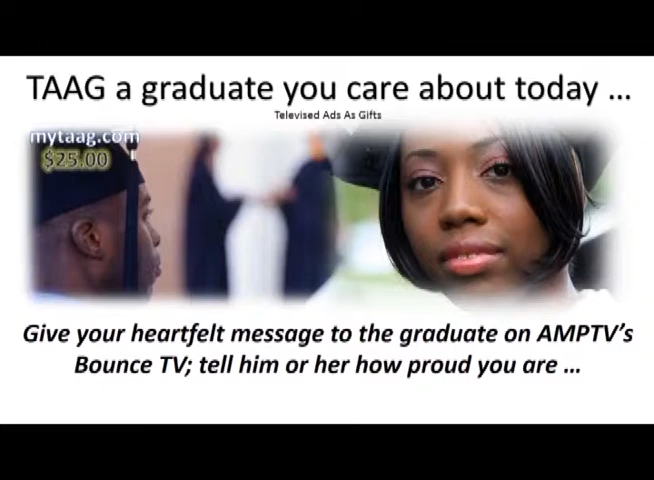 TAAG a graduate you care about today ...
Televised Ads As Gifts
mytaag.com
$25.00
Give your heartfelt message to the graduate on AMPTV's
Bounce TV; tell him or her how proud you are ...